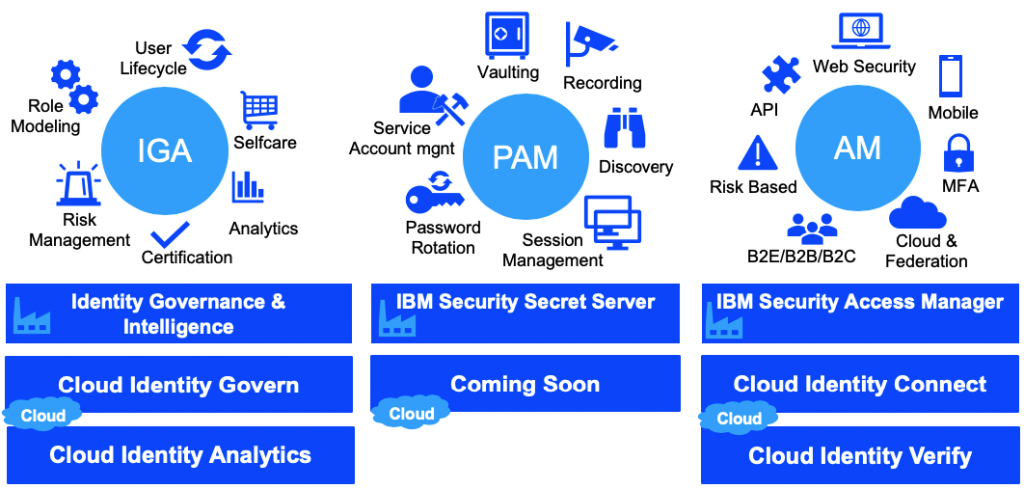 User
Lifecycle
Role
Modeling
IGA
Selfcare
Risk
Management
Analytics
Certification
Vaulting
Recording
Service
Account mgnt
PAM
Discovery
Password
Rotation
Session
Management
Web Security
API
Mobile
AM
Risk Based
MFA
B2E/B2B/B2C
Cloud &
Federation
Identity Governance &
Intelligence
IBM Security Secret Server
IBM Security Access Manager
Cloud Identity Govern
Coming Soon
Cloud Identity Connect
Cloud
Cloud
Cloud
Cloud Identity Analytics
Cloud Identity Verify